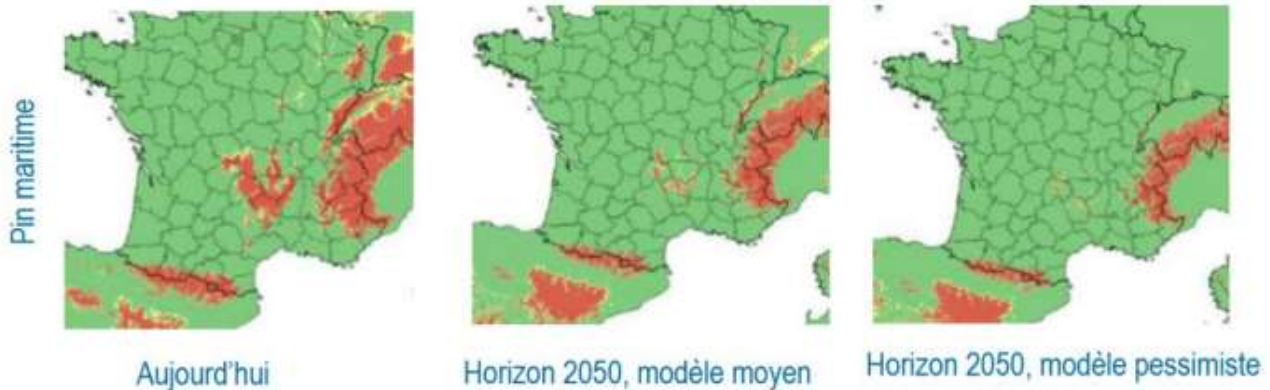 Pin maritime
Aujourd'hui
Horizon 2050, modèle moyen
Horizon 2050, modèle pessimiste